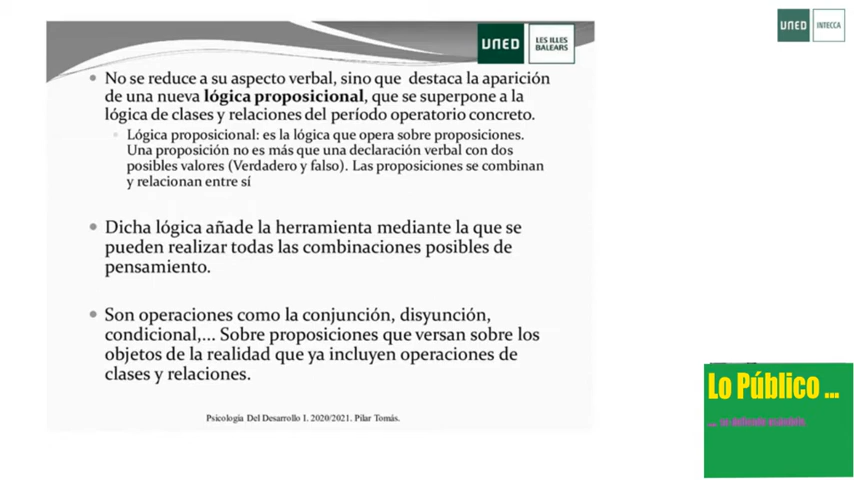 UNED
INTECCA
UNED
LES ILLES
BALEARS
No se reduce a su aspecto verbal, sino que destaca la aparición
de una nueva lógica proposicional, que se superpone a la
lógica de clases y relaciones del período operatorio concreto.
Lógica proposicional: es la lógica que opera sobre proposiciones.
Una proposición no es más que una declaración verbal con dos
posibles valores (Verdadero y falso). Las proposiciones se combinan
y relacionan entre sí
Dicha lógica añade la herramienta mediante la que se
pueden realizar todas las combinaciones posibles de
pensamiento.
Son operaciones como la conjunción, disyunción,
condicional,... Sobre proposiciones que versan sobre los
objetos de la realidad que ya incluyen operaciones de
clases y relaciones.
Psicología Del Desarrollo I. 2020/2021. Pilar Tomás.
Lo Público ...